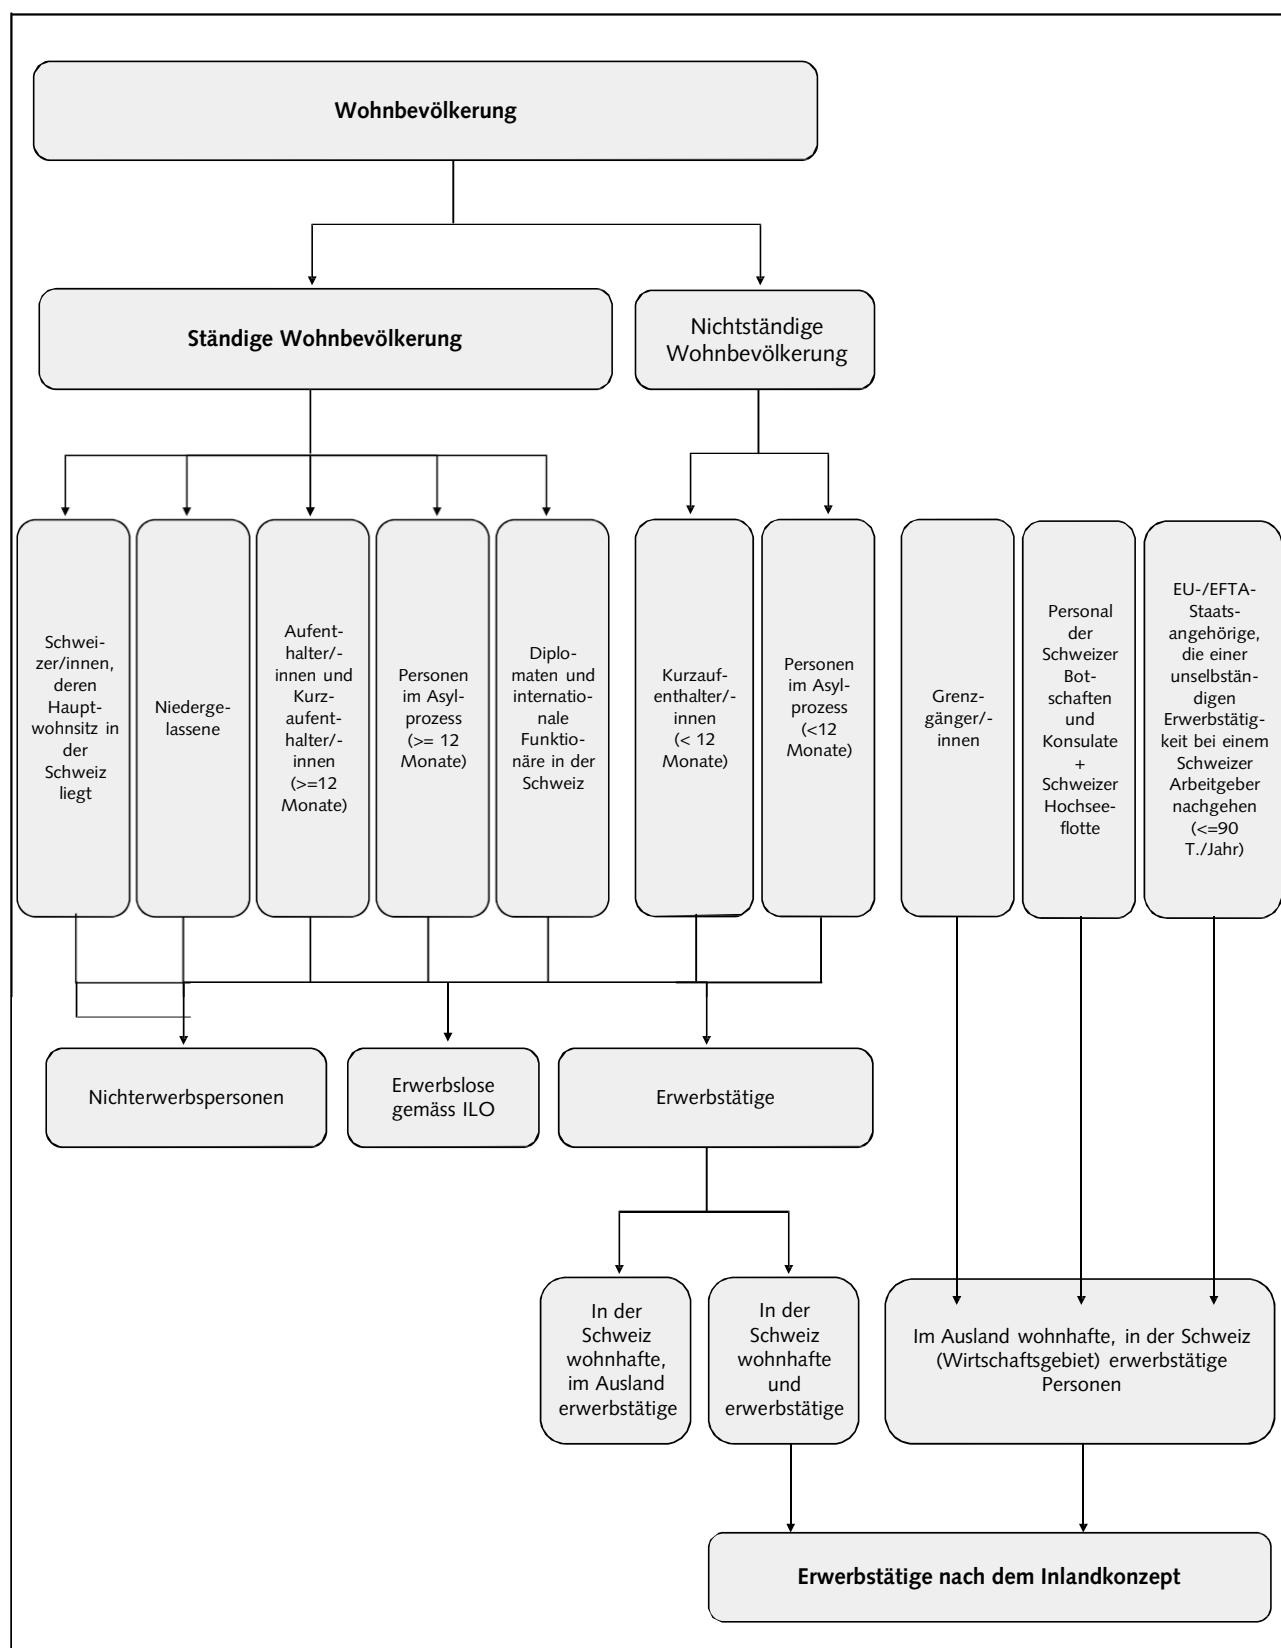 Wohnbevölkerung
Ständige Wohnbevölkerung
Nichtständige
Wohnbevölkerung
Schwei-
zer/innen,
deren
Haupt-
wohnsitz in
der
Schweiz
liegt
Niederge-
lassene
Aufent-
halter/-
innen und
Kurz-
aufent-
halter/-
innen
(>=12
Monate)
Personen
im Asyl-
prozess
(>= 12
Monate)
Diplo-
maten und
internatio-
nale
Funktio-
näre in der
Schweiz
Kurzauf-
enthalter/-
innen
(< 12
Monate)
Personen
im Asyl-
prozess
(<12
Monate)
Grenz-
gänger/-
innen
Personal
der
Schweizer
Bot-
schaften
und
Konsulate
+
Schweizer
Hochsee-
flotte
EU-/EFTA-
Staats-
angehörige,
die einer
unselbstän-
digen
Erwerbstätig-
keit bei einem
Schweizer
Arbeitgeber
nachgehen
(<=90
T./Jahr)
Nichterwerbspersonen
Erwerbslose
gemäss ILO
Erwerbstätige
In der
Schweiz
wohnhafte,
im Ausland
erwerbstätige
In der
Schweiz
wohnhafte
und
erwerbstätige
Im Ausland wohnhafte, in der Schweiz
(Wirtschaftsgebiet) erwerbstätige
Personen
Erwerbstätige nach dem Inlandkonzept